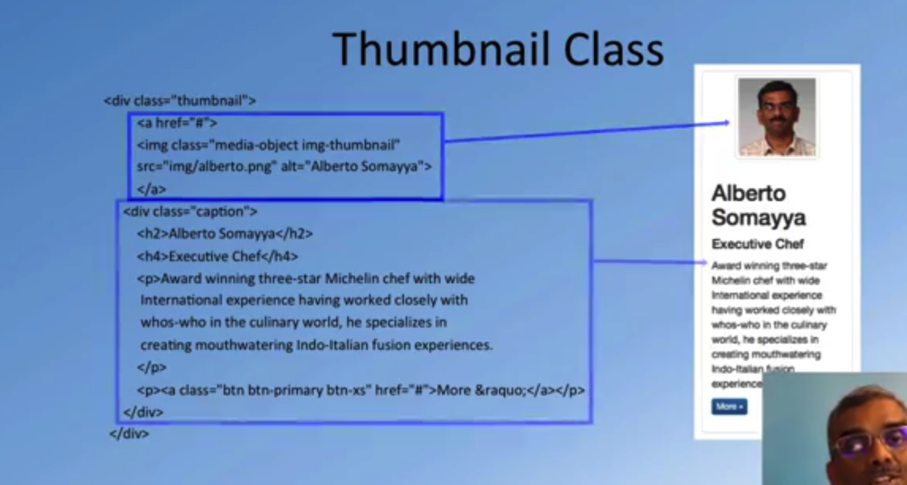 Thumbnail Class
<div class="thumbnail">
<a href="#">
<img class="media-object img-thumbnail"
src="img/alberto.png" alt="Alberto Somayya">
</a>
<div class="caption">
<h2>Alberto Somayya</h2>
<h4>Executive Chef</h4>
<p>Award winning three-star Michelin chef with wide
International experience having worked closely with
whos-who in the culinary world, he specializes in
creating mouthwatering Indo-Italian fusion experiences.
</p>
<p><a class="btn btn-primary btn-xs" href="#">More &raquo;</a></p>
</div>
</div>
Alberto
Somayya
Executive Chef
Award winning three-star
Michelin chef with wide
International experience
having worked closely with
whos-who in the culinary
world, he specializes in
creating mouthwatering
Indo-Italian fusion
experience
More »